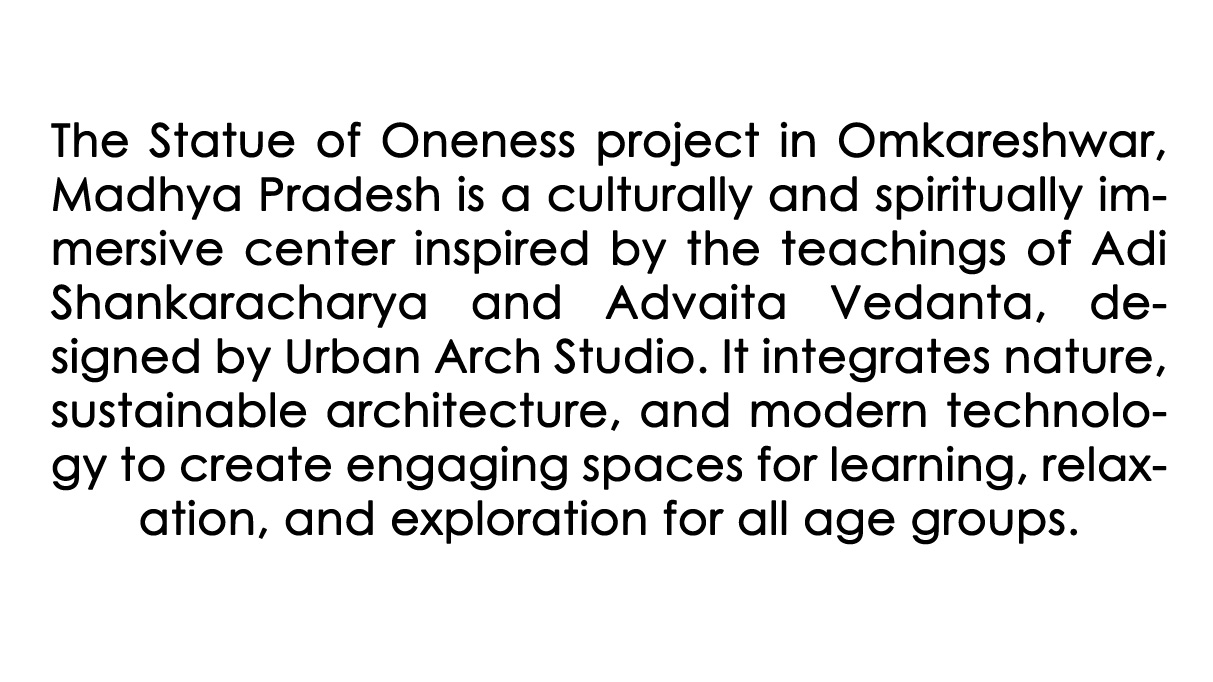 The Statue of Oneness project in Omkareshwar,
Madhya Pradesh is a culturally and spiritually im-
mersive center inspired by the teachings of Adi
Shankaracharya and Advaita Vedanta, de-
signed by Urban Arch Studio. It integrates nature,
sustainable architecture, and modern technolo-
gy to create engaging spaces for learning, relax-
ation, and exploration for all age groups.